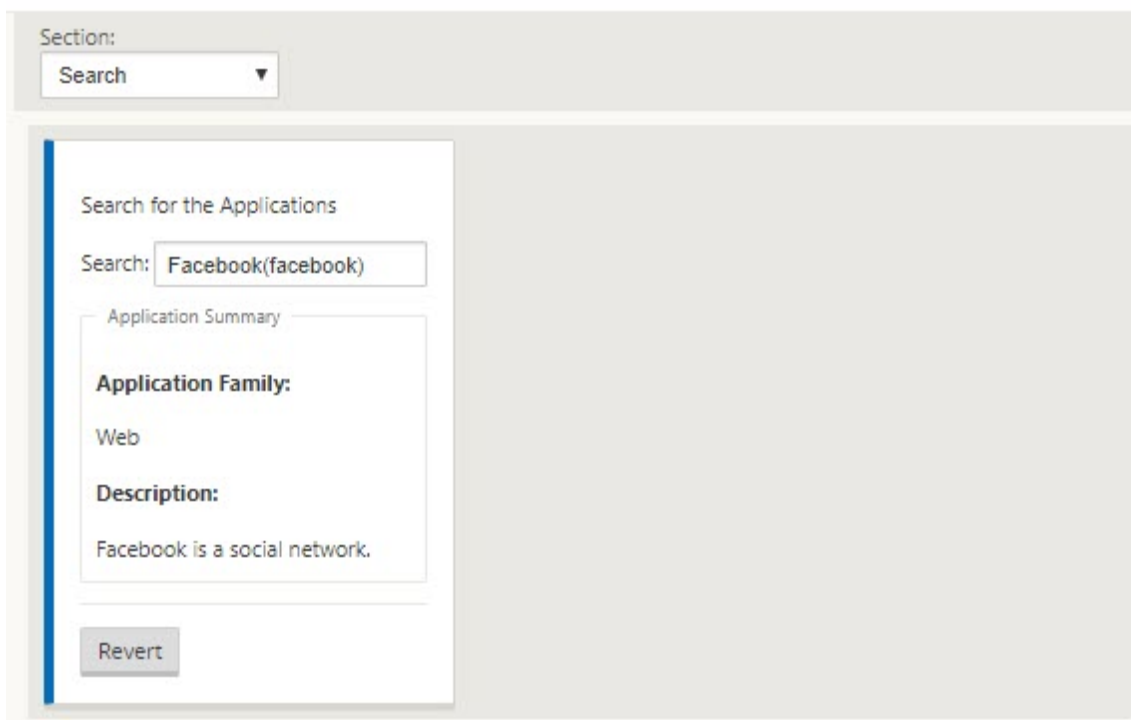 Section:
Search
Search for the Applications
Search: Facebook(facebook)
Application Summary
Application Family:
Web
Description:
Facebook is a social network.
Revert